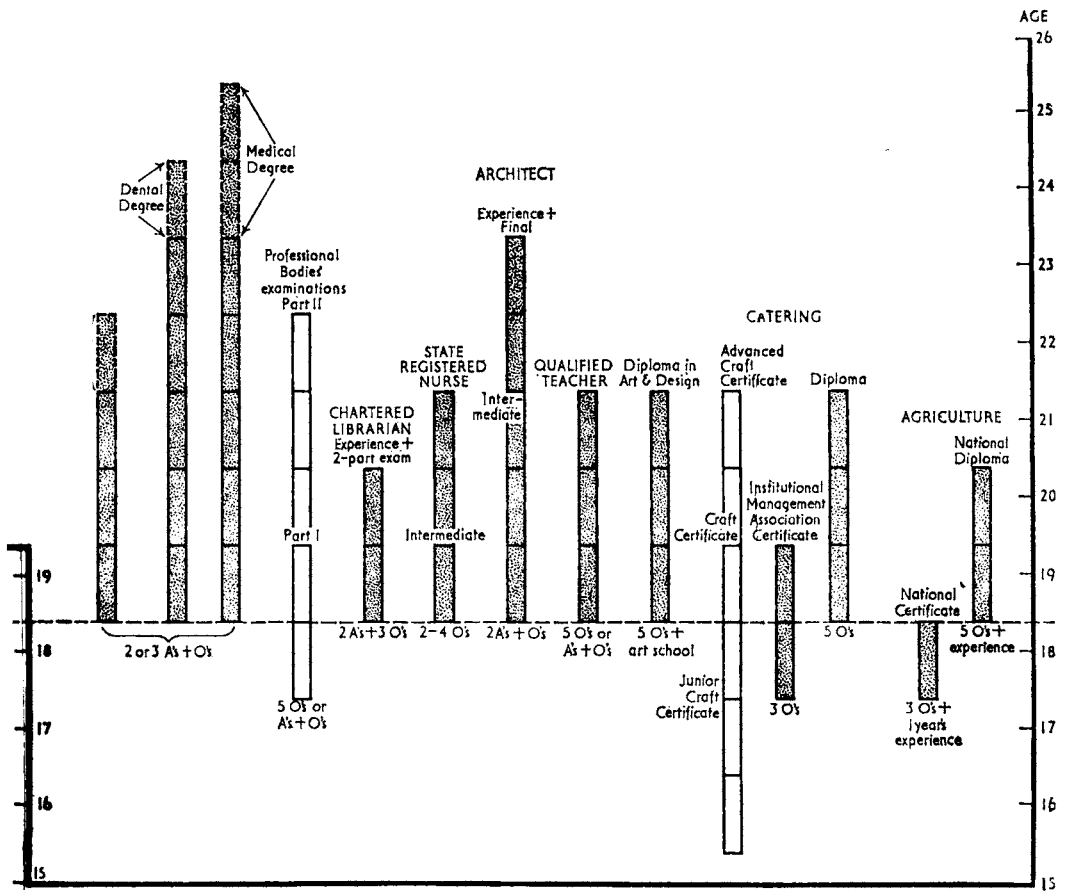 AGE
26
25
24
23
22
21
20
19
18
17
16
15
19
18
17
16
15
Dental
Degree
Medical
Degree
2 or 3 A's + O's
Professional
Bodies'
examinations
Part II
Part I
5 O's or
A's + O's
CHARTERED
LIBRARIAN
Experience +
2-part exam
2A's + 3 O's
STATE
REGISTERED
NURSE
Intermediate
2-4 O's
ARCHITECT
Experience +
Final
Inter-
mediate
2A's + O's
QUALIFIED
TEACHER
5 O's or
A's + O's
Diploma in
Art & Design
5 O's +
art school
CATERING
Advanced
Craft
Certificate
Craft
Certificate
Junior
Craft
Certificate
Institutional
Management
Association
Certificate
3 O's
Diploma
5 O's
AGRICULTURE
National
Diploma
5 O's +
experience
National
Certificate
3 O's +
1 year's
experience